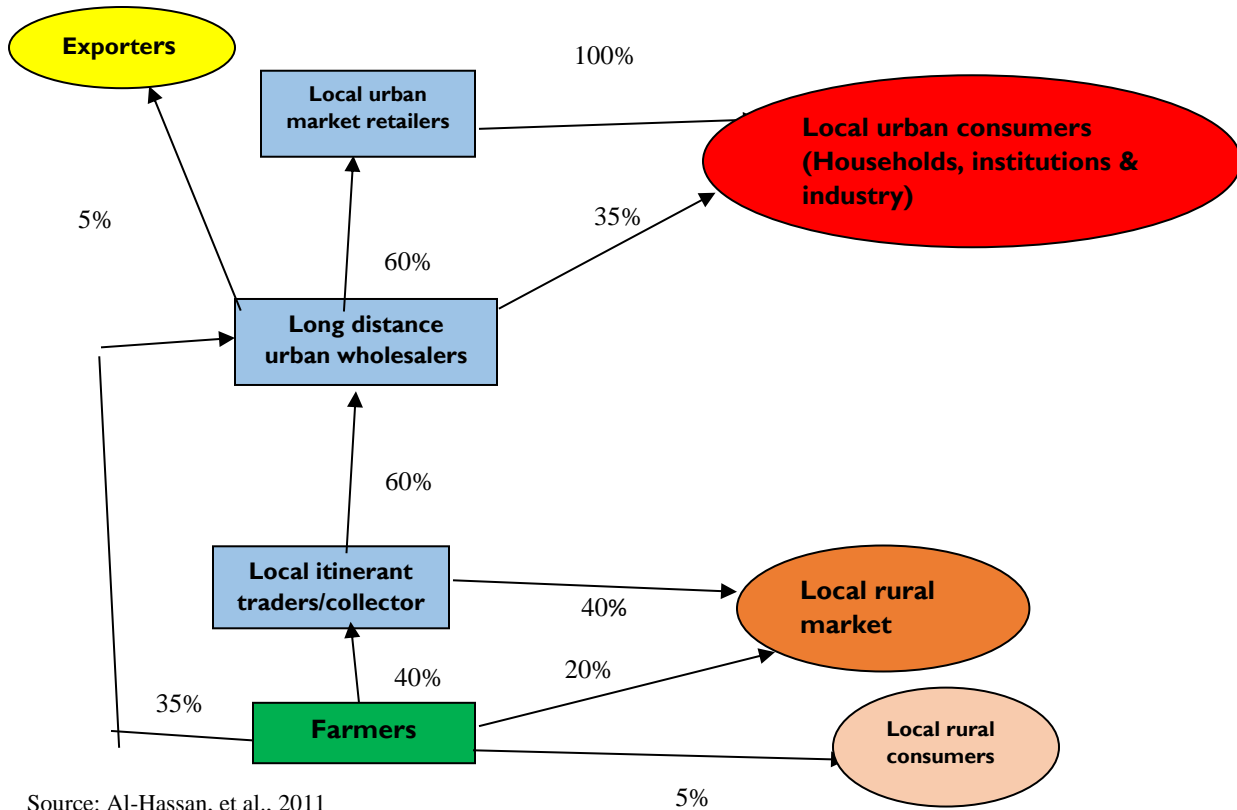 Exporters
100%
Local urban
market retailers
Local urban consumers
(Households, institutions &
industry)
5%
35%
60%
Long distance
urban wholesalers
60%
Local itinerant
traders/collector
40%
Local rural
market
40%
20%
35%
Farmers
Local rural
consumers
5%
Source: Al-Hassan, et al., 2011